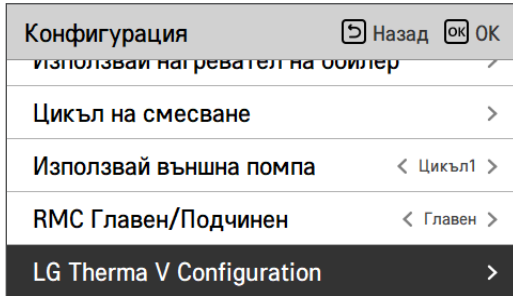 Конфигурация Назад OK OK
Използвай нагревател на бойлер
Цикъл на смесване
Използвай външна помпа Цикъл1
RMC Главен/Подчинен Главен
LG Therma V Configuration